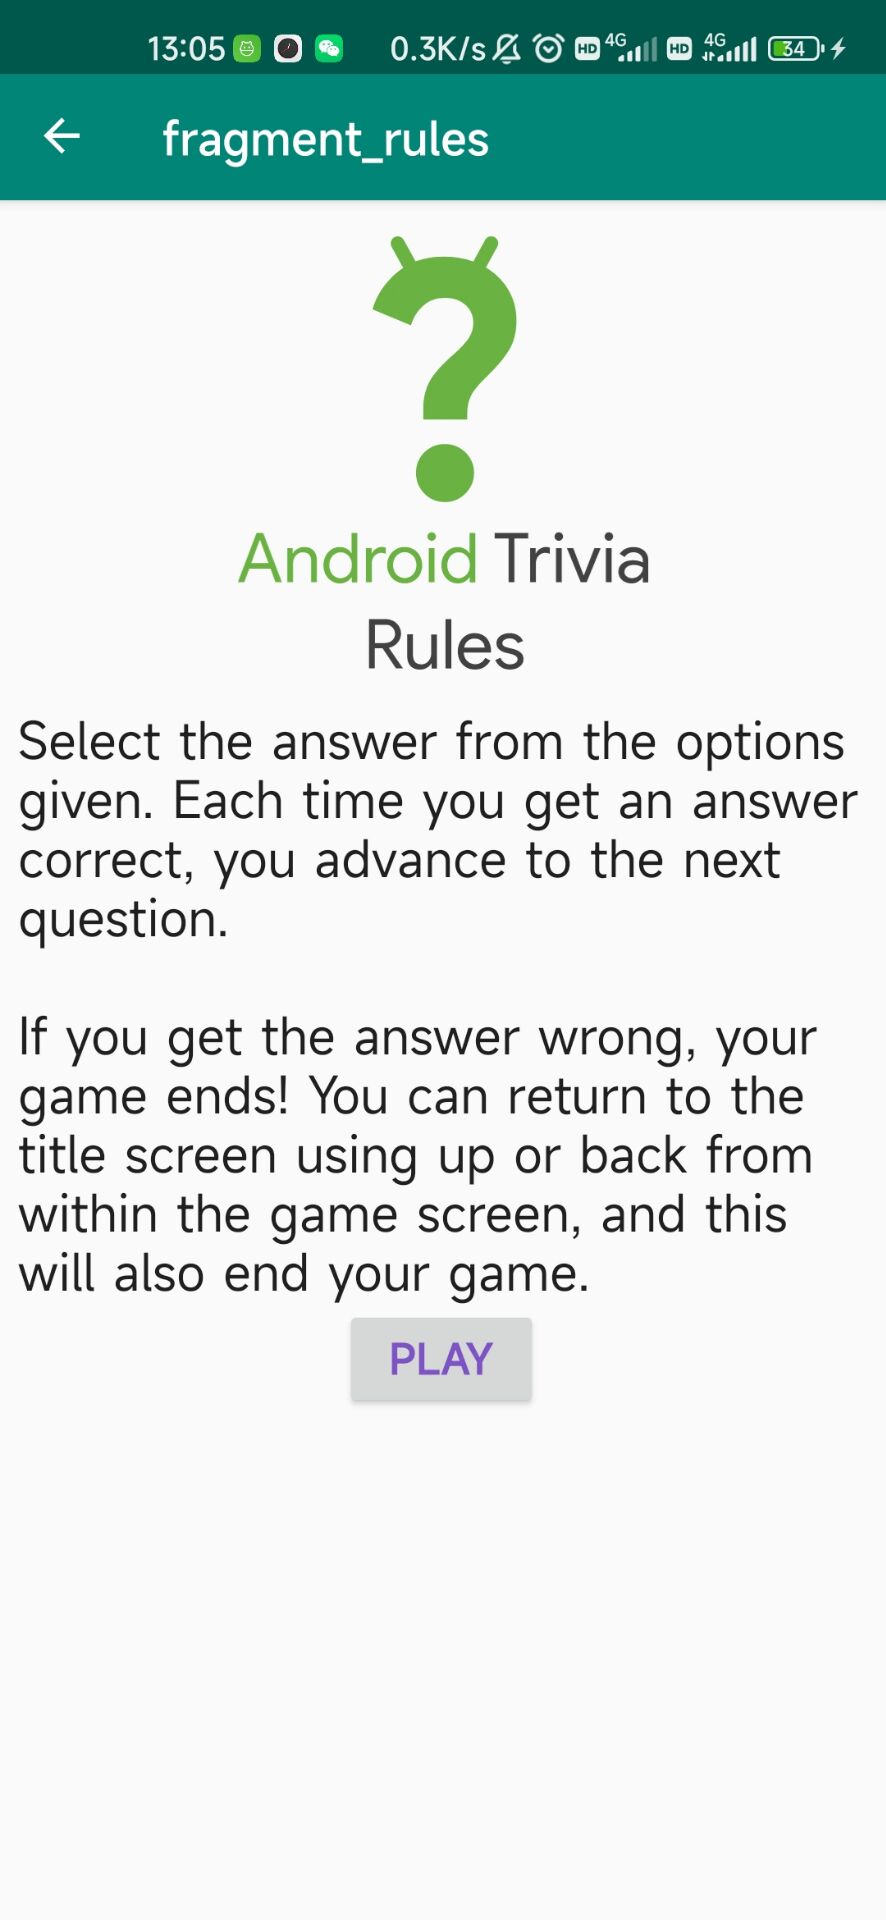 13:05 0.3K/s HD 4G HD 4G 34
fragment_rules
Android Trivia
Rules
Select the answer from the options
given. Each time you get an answer
correct, you advance to the next
question.
If you get the answer wrong, your
game ends! You can return to the
title screen using up or back from
within the game screen, and this
will also end your game.
PLAY